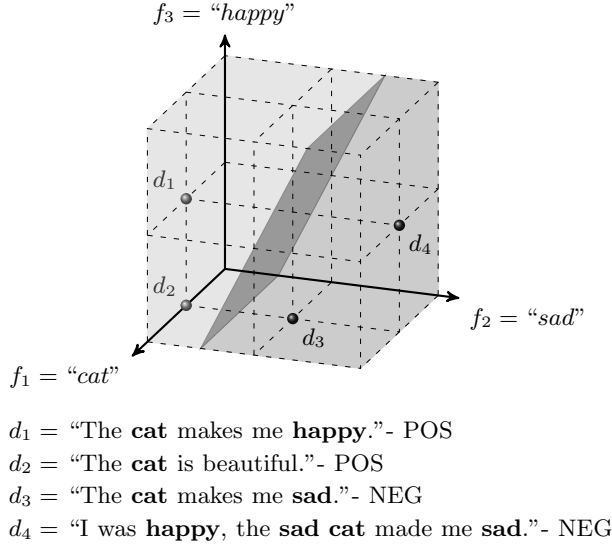 f₃ = “happy”
d₁
d₄
d₂
d₃
f₂ = “sad”
f₁ = “cat”
d₁ = “The cat makes me happy.”- POS
d₂ = “The cat is beautiful.”- POS
d₃ = “The cat makes me sad.”- NEG
d₄ = “I was happy, the sad cat made me sad.”- NEG